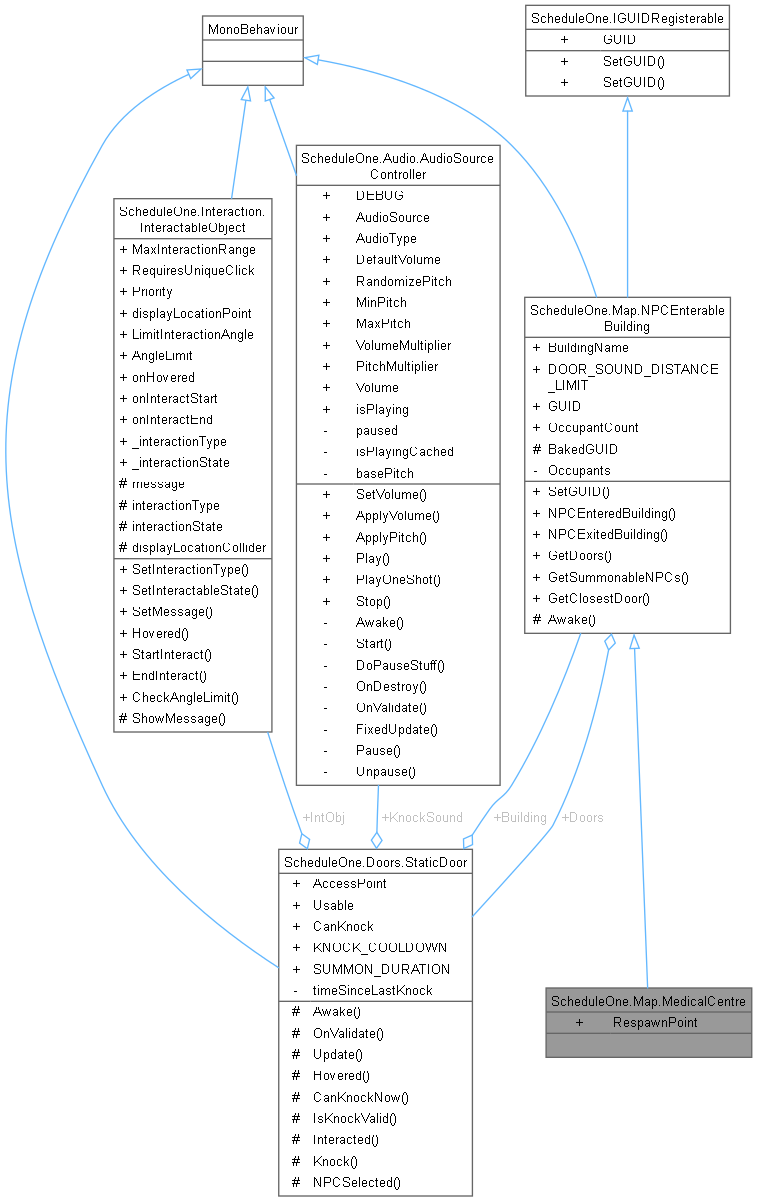 MonoBehaviour
ScheduleOne.IGUIDRegisterable
+ GUID
+ SetGUID()
+ SetGUID()
ScheduleOne.Audio.AudioSource
Controller
+ DEBUG
+ AudioSource
+ AudioType
+ DefaultVolume
+ RandomizePitch
+ MinPitch
+ MaxPitch
+ VolumeMultiplier
+ PitchMultiplier
+ Volume
+ isPlaying
- paused
- isPlayingCached
- basePitch
+ SetVolume()
+ ApplyVolume()
+ ApplyPitch()
+ Play()
+ PlayOneShot()
+ Stop()
- Awake()
- Start()
- DoPauseStuff()
- OnDestroy()
- OnValidate()
- FixedUpdate()
- Pause()
- Unpause()
ScheduleOne.Interaction.
InteractableObject
+ MaxInteractionRange
+ RequiresUniqueClick
+ Priority
+ displayLocationPoint
+ LimitInteractionAngle
+ AngleLimit
+ onHovered
+ onInteractStart
+ onInteractEnd
+ _interactionType
+ _interactionState
# message
# interactionType
# interactionState
# displayLocationCollider
+ SetInteractionType()
+ SetInteractableState()
+ SetMessage()
+ Hovered()
+ StartInteract()
+ EndInteract()
+ CheckAngleLimit()
# ShowMessage()
ScheduleOne.Map.NPCEnterable
Building
+ BuildingName
+ DOOR_SOUND_DISTANCE
_LIMIT
+ GUID
+ OccupantCount
# BakedGUID
- Occupants
+ SetGUID()
+ NPCEnteredBuilding()
+ NPCExitedBuilding()
+ GetDoors()
+ GetSummonableNPCs()
+ GetClosestDoor()
# Awake()
+IntObj
+KnockSound
+Building
+Doors
ScheduleOne.Doors.StaticDoor
+ AccessPoint
+ Usable
+ CanKnock
+ KNOCK_COOLDOWN
+ SUMMON_DURATION
- timeSinceLastKnock
# Awake()
# OnValidate()
# Update()
# Hovered()
# CanKnockNow()
# IsKnockValid()
# Interacted()
# Knock()
# NPCSelected()
ScheduleOne.Map.MedicalCentre
+ RespawnPoint